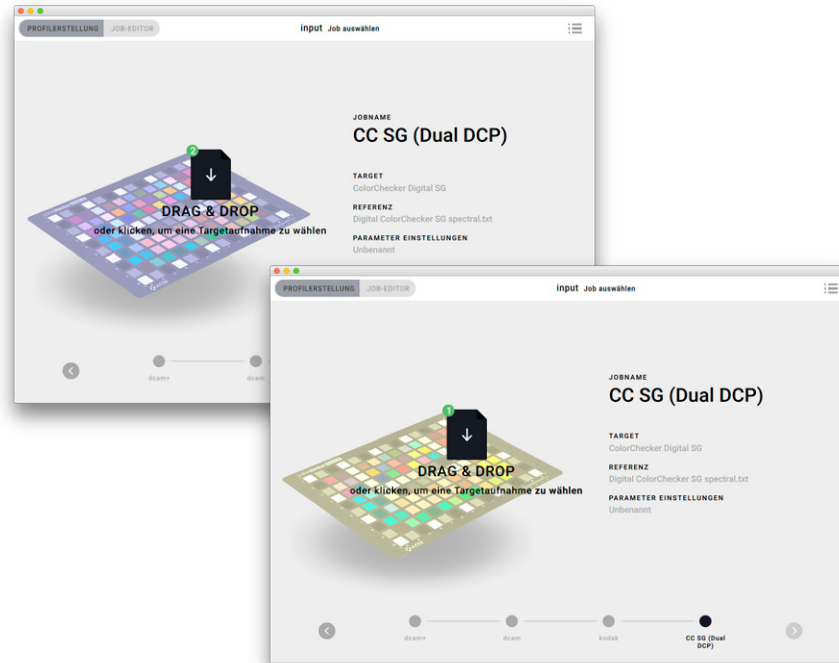 PROFILERSTELLUNG JOB-EDITOR
input Job auswählen
JOBNAME
CC SG (Dual DCP)
TARGET
ColorChecker Digital SG
REFERENZ
Digital ColorChecker SG spectral.txt
PARAMETER EINSTELLUNGEN
Unbenannt
2
DRAG & DROP
oder klicken, um eine Targetaufnahme zu wählen
dcam+ dcam
PROFILERSTELLUNG JOB-EDITOR
input Job auswählen
JOBNAME
CC SG (Dual DCP)
TARGET
ColorChecker Digital SG
REFERENZ
Digital ColorChecker SG spectral.txt
PARAMETER EINSTELLUNGEN
Unbenannt
1
DRAG & DROP
oder klicken, um eine Targetaufnahme zu wählen
dcam+ dcam kodak CC SG (Dual
DCP)